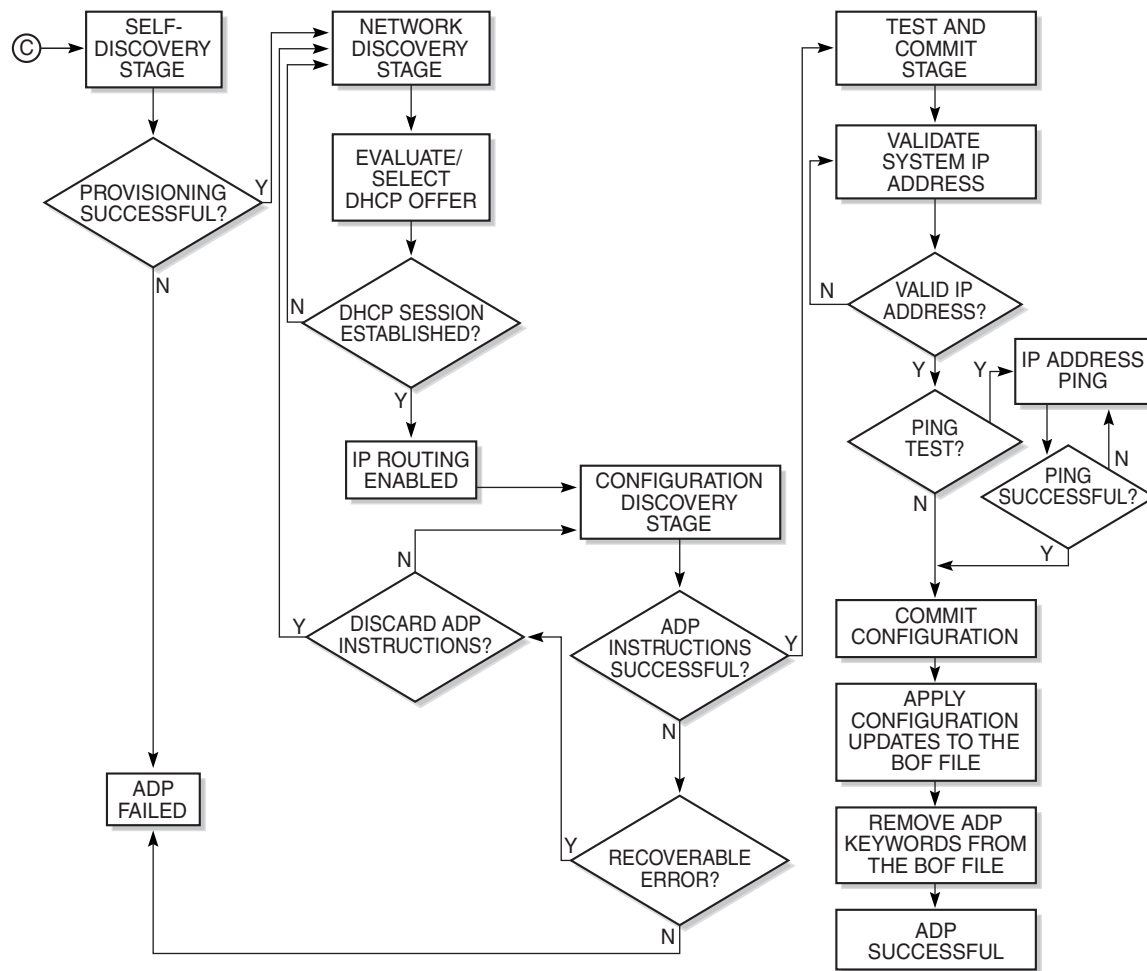 C
SELF-
DISCOVERY
STAGE
PROVISIONING
SUCCESSFUL?
Y
N
ADP
FAILED
NETWORK
DISCOVERY
STAGE
EVALUATE/
SELECT
DHCP OFFER
DHCP SESSION
ESTABLISHED?
N
Y
IP ROUTING
ENABLED
CONFIGURATION
DISCOVERY
STAGE
N
DISCARD ADP
INSTRUCTIONS?
Y
ADP
INSTRUCTIONS
SUCCESSFUL?
Y
N
RECOVERABLE
ERROR?
Y
N
TEST AND
COMMIT
STAGE
VALIDATE
SYSTEM IP
ADDRESS
VALID IP
ADDRESS?
N
Y
PING
TEST?
Y
N
IP ADDRESS
PING
PING
SUCCESSFUL?
N
Y
COMMIT
CONFIGURATION
APPLY
CONFIGURATION
UPDATES TO THE
BOF FILE
REMOVE ADP
KEYWORDS FROM
THE BOF FILE
ADP
SUCCESSFUL